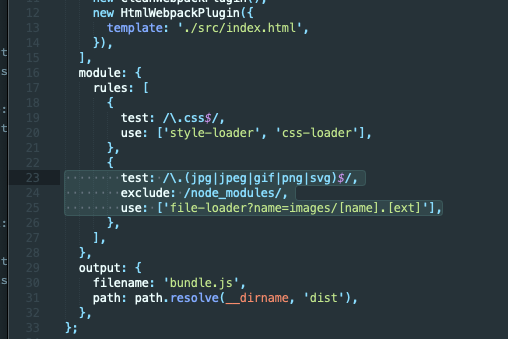 11 new CleanWebpackPlugin(),
12 new HtmlWebpackPlugin({
13 template: './src/index.html',
14 }),
15 ],
16 module: {
17 rules: [
18 {
19 test: /\.css$/,
20 use: ['style-loader', 'css-loader'],
21 },
22 {
23 test: /\.(jpg|jpeg|gif|png|svg)$/,
24 exclude: /node_modules/,
25 use: ['file-loader?name=images/[name].[ext]'],
26 },
27 ],
28 },
29 output: {
30 filename: 'bundle.js',
31 path: path.resolve(__dirname, 'dist'),
32 },
33 };